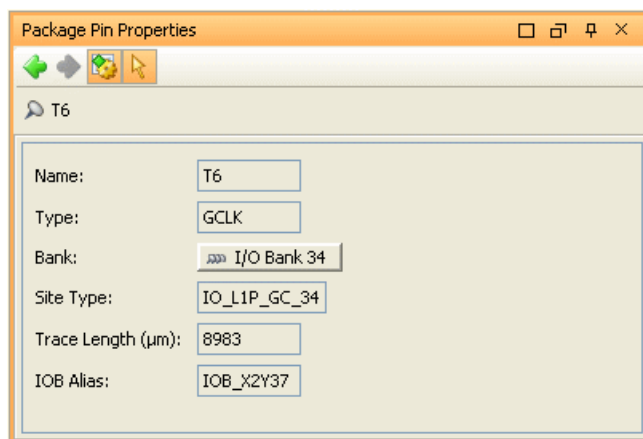 Package Pin Properties
T6
Name: T6
Type: GCLK
Bank: I/O Bank 34
Site Type: IO_L1P_GC_34
Trace Length (µm): 8983
IOB Alias: IOB_X2Y37